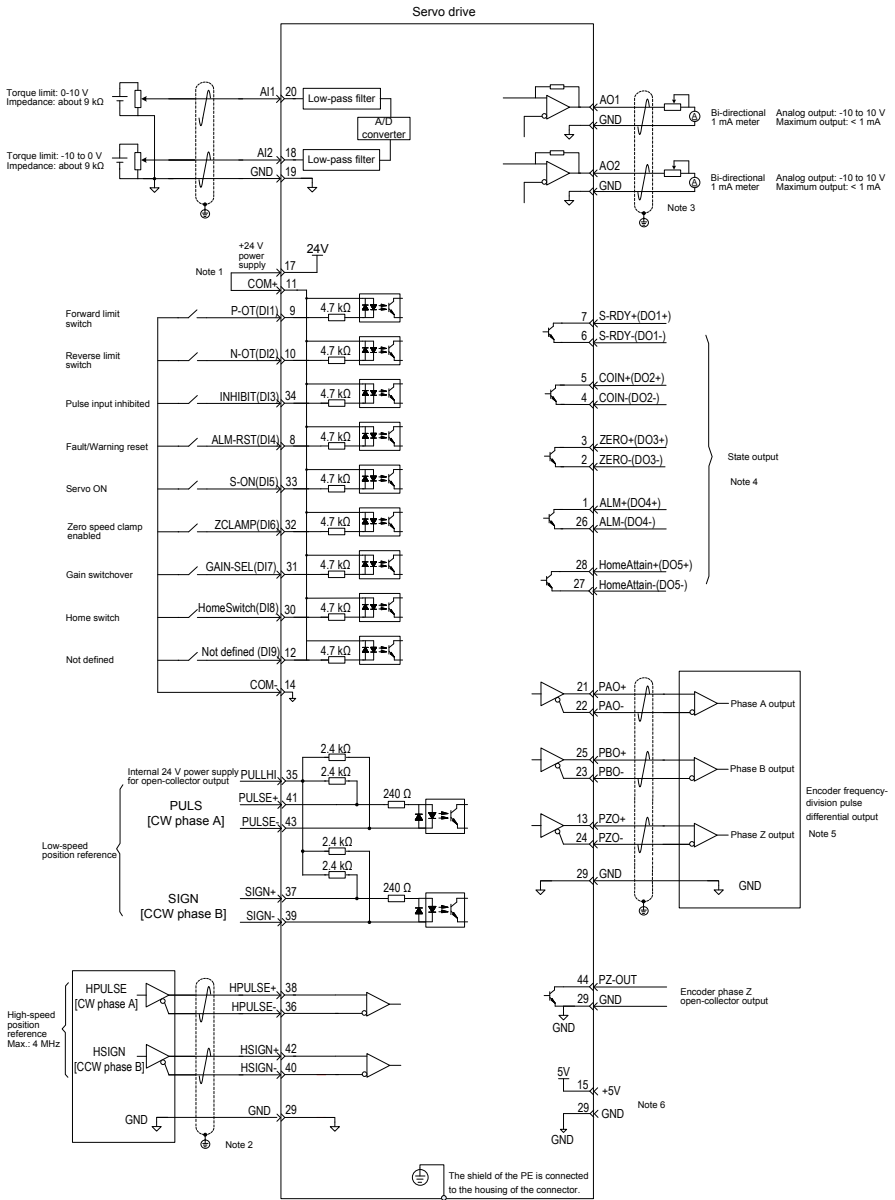 Servo drive
Torque limit: 0-10 V
Impedance: about 9 kΩ
AI1 20
Low-pass filter
A/D
converter
Torque limit: -10 to 0 V
Impedance: about 9 kΩ
AI2 18
Low-pass filter
GND 19
AO1
GND
A
Bi-directional
1 mA meter
Analog output: -10 to 10 V
Maximum output: < 1 mA
AO2
GND
A
Bi-directional
1 mA meter
Analog output: -10 to 10 V
Maximum output: < 1 mA
Note 3
Note 1
+24 V
power
supply
17
24V
COM+ 11
Forward limit
switch
P-OT(DI1) 9 4.7 kΩ
Reverse limit
switch
N-OT(DI2) 10 4.7 kΩ
Pulse input inhibited
INHIBIT(DI3) 34 4.7 kΩ
Fault/Warning reset
ALM-RST(DI4) 8 4.7 kΩ
Servo ON
S-ON(DI5) 33 4.7 kΩ
Zero speed clamp
enabled
ZCLAMP(DI6) 32 4.7 kΩ
Gain switchover
GAIN-SEL(DI7) 31 4.7 kΩ
Home switch
HomeSwitch(DI8) 30 4.7 kΩ
Not defined
Not defined (DI9) 12 4.7 kΩ
COM- 14
7 S-RDY+(DO1+)
6 S-RDY-(DO1-)
5 COIN+(DO2+)
4 COIN-(DO2-)
3 ZERO+(DO3+)
2 ZERO-(DO3-)
1 ALM+(DO4+)
26 ALM-(DO4-)
28 HomeAttain+(DO5+)
27 HomeAttain-(DO5-)
State output
Note 4
Low-speed
position reference
Internal 24 V power supply
for open-collector output
PULLHI 35
2.4 kΩ
2.4 kΩ
PULS
[CW phase A]
PULSE+ 41
240 Ω
PULSE- 43
2.4 kΩ
2.4 kΩ
SIGN
[CCW phase B]
SIGN+ 37
240 Ω
SIGN- 39
21 PAO+
22 PAO-
Phase A output
25 PBO+
23 PBO-
Phase B output
13 PZO+
24 PZO-
Phase Z output
29 GND
GND
Encoder frequency-
division pulse
differential output
Note 5
High-speed
position
reference
Max.: 4 MHz
HPULSE
[CW phase A]
HPULSE+ 38
HPULSE- 36
HSIGN
[CCW phase B]
HSIGN+ 42
HSIGN- 40
GND
GND 29
Note 2
44 PZ-OUT
29 GND
GND
Encoder phase Z
open-collector output
5V
15 +5V
29 GND
GND
Note 6
The shield of the PE is connected
to the housing of the connector.